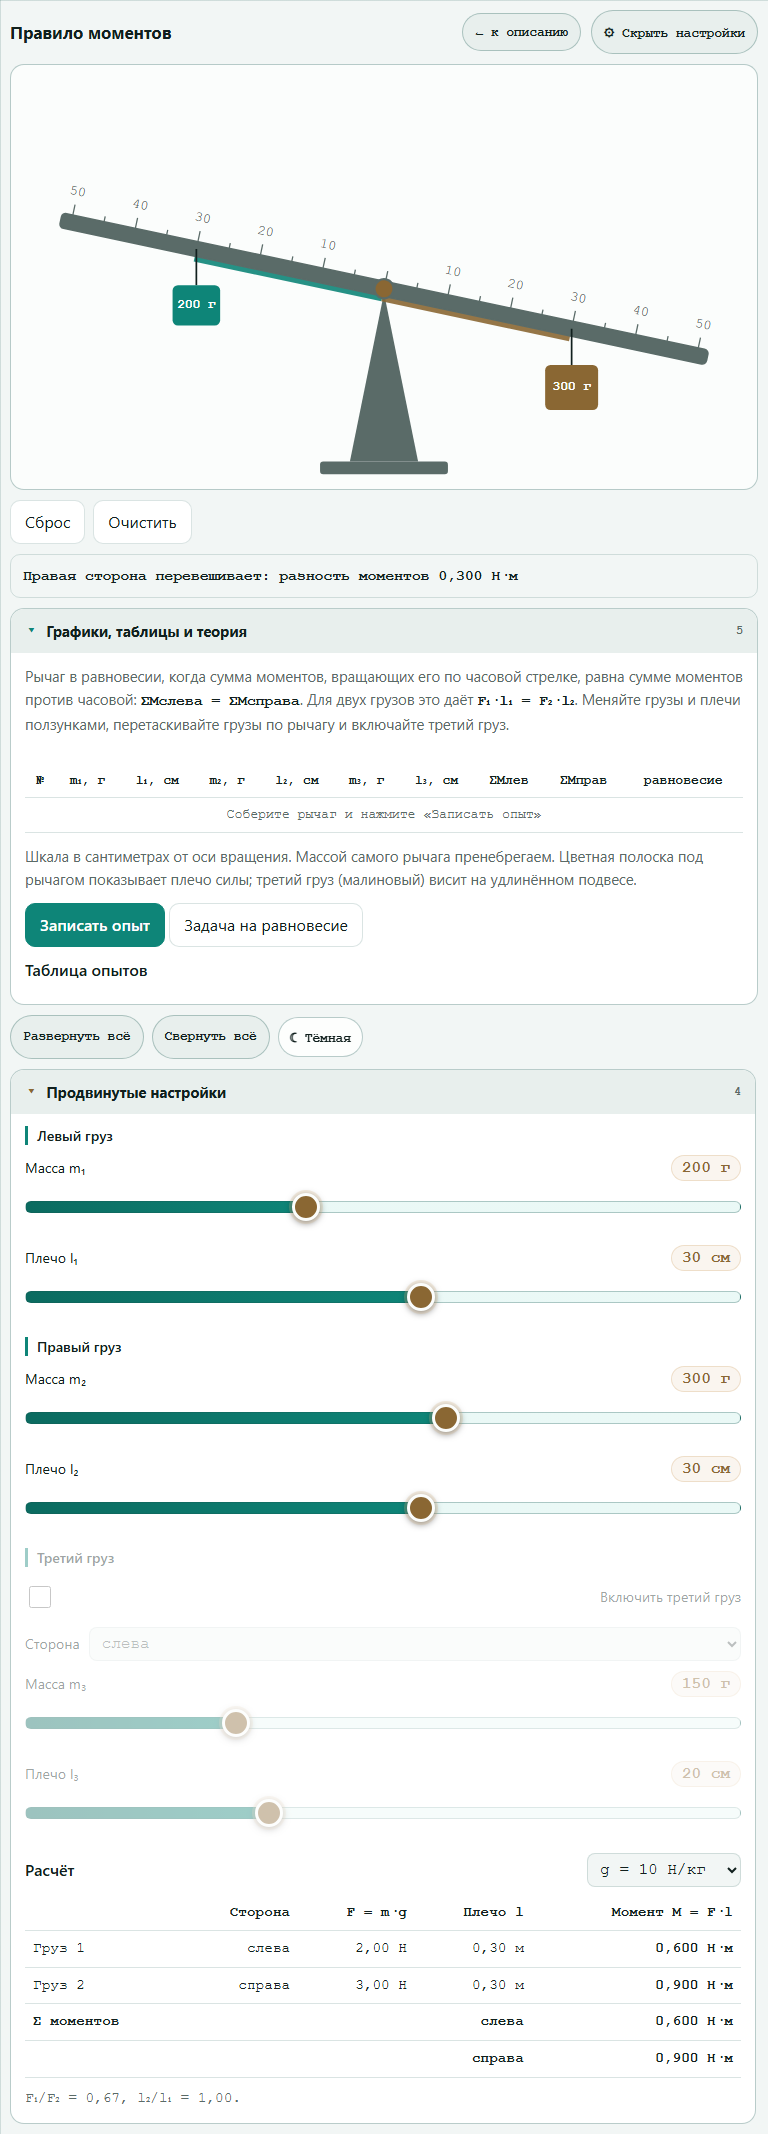 Правило моментов
← к описанию
⚙ Скрыть настройки
50 40 30 20 10 10 20 30 40 50
200 г
300 г
Сброс
Очистить
Правая сторона перевешивает: разность моментов 0,300 Н·м
▾ Графики, таблицы и теория 5
Рычаг в равновесии, когда сумма моментов, вращающих его по часовой стрелке, равна сумме моментов
против часовой: ΣMслева = ΣMсправа. Для двух грузов это даёт F₁·l₁ = F₂·l₂. Меняйте грузы и плечи
ползунками, перетаскивайте грузы по рычагу и включайте третий груз.
№ m₁, г l₁, см m₂, г l₂, см m₃, г l₃, см ΣMлев ΣMправ равновесие
Соберите рычаг и нажмите «Записать опыт»
Шкала в сантиметрах от оси вращения. Массой самого рычага пренебрегаем. Цветная полоска под
рычагом показывает плечо силы; третий груз (малиновый) висит на удлинённом подвесе.
Записать опыт
Задача на равновесие
Таблица опытов
Развернуть всё
Свернуть всё
☾ Тёмная
▾ Продвинутые настройки 4
Левый груз
Масса m₁ 200 г
Плечо l₁ 30 см
Правый груз
Масса m₂ 300 г
Плечо l₂ 30 см
Третий груз
Включить третий груз
Сторона слева
Масса m₃ 150 г
Плечо l₃ 20 см
Расчёт g = 10 Н/кг
Сторона F = m·g Плечо l Момент M = F·l
Груз 1 слева 2,00 Н 0,30 м 0,600 Н·м
Груз 2 справа 3,00 Н 0,30 м 0,900 Н·м
Σ моментов слева 0,600 Н·м
справа 0,900 Н·м
F₁/F₂ = 0,67, l₂/l₁ = 1,00.